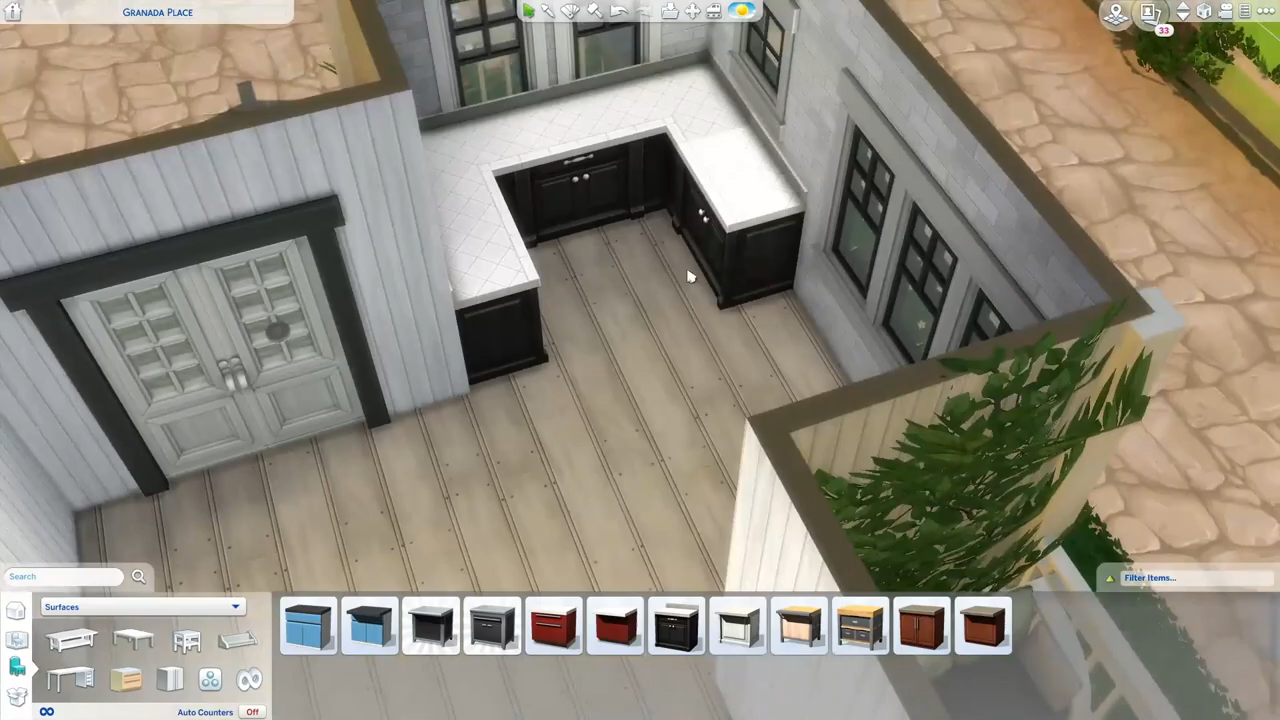 GRANADA PLACE
33
Search
Filter Items...
Surfaces
Auto Counters Off